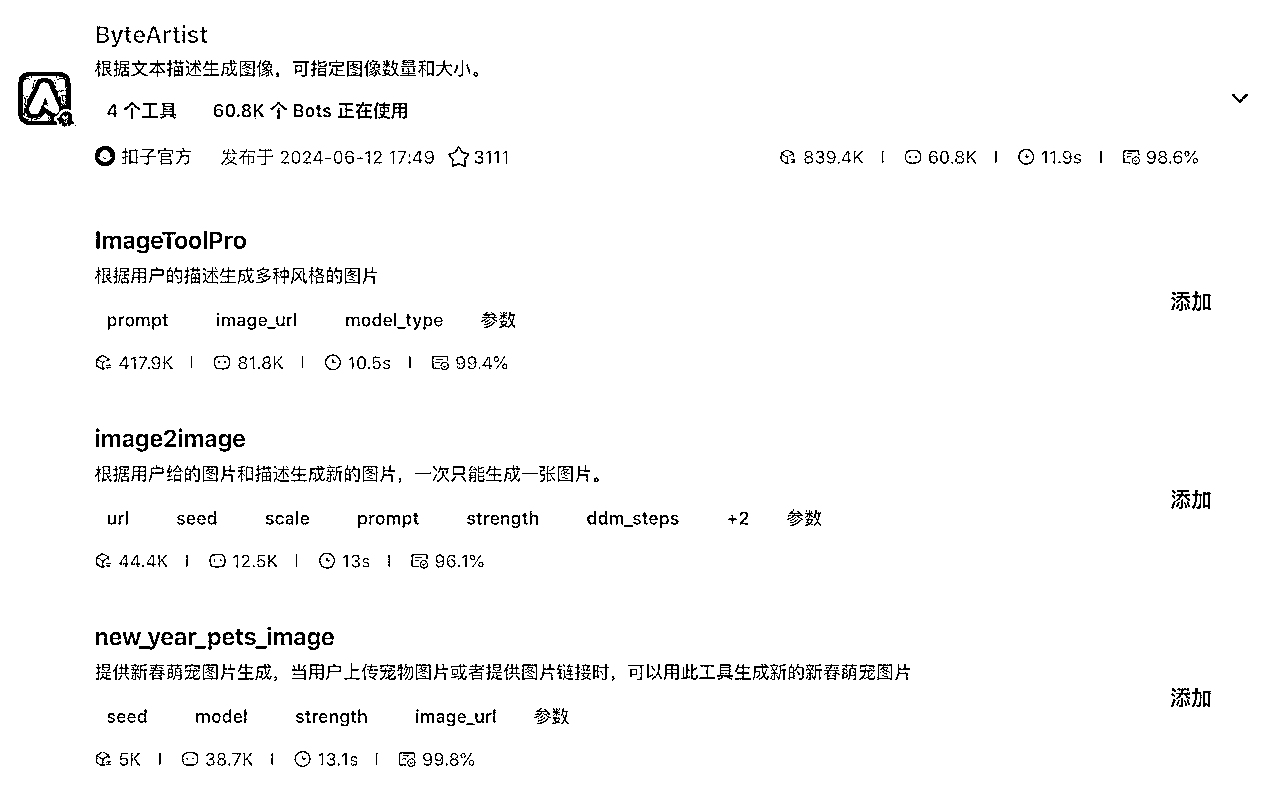 ByteArtist
根据文本描述生成图像，可指定图像数量和大小。
4 个工具 60.8K 个 Bots 正在使用
扣子官方 发布于 2024-06-12 17:49 3111 839.4K | 60.8K | 11.9s | 98.6%
ImageToolPro
根据用户的描述生成多种风格的图片
添加
prompt image_url model_type 参数
417.9K | 81.8K | 10.5s | 99.4%
image2image
根据用户给的图片和描述生成新的图片，一次只能生成一张图片。
添加
url seed scale prompt strength ddm_steps +2 参数
44.4K | 12.5K | 13s | 96.1%
new_year_pets_image
提供新春萌宠图片生成，当用户上传宠物图片或者提供图片链接时，可以用此工具生成新的新春萌宠图片
添加
seed model strength image_url 参数
5K | 38.7K | 13.1s | 99.8%